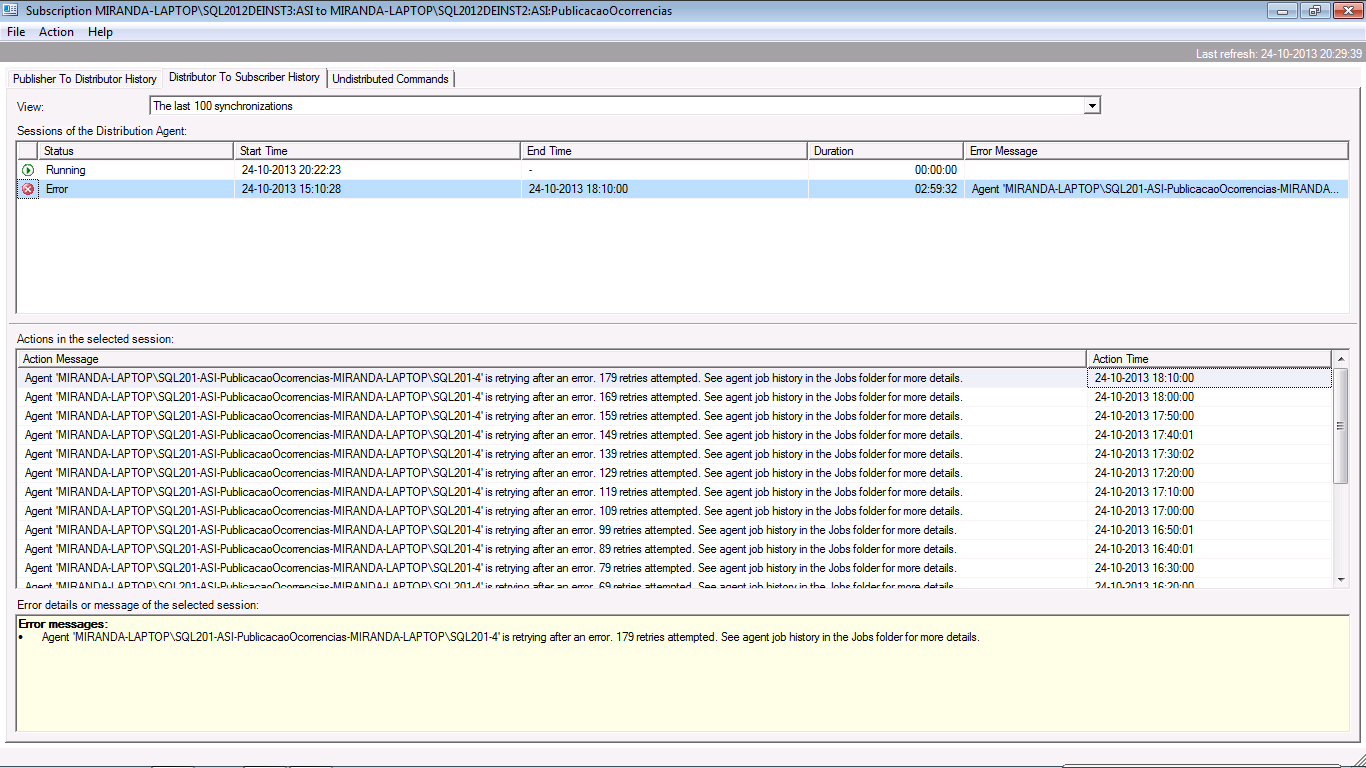 Subscription MIRANDA-LAPTOP\SQL2012DEINST3:ASI to MIRANDA-LAPTOP\SQL2012DEINST2:ASI:PublicacaoOcorrencias
File Action Help
Last refresh: 24-10-2013 20:29:39
Publisher To Distributor History Distributor To Subscriber History Undistributed Commands
View: The last 100 synchronizations
Sessions of the Distribution Agent:
Status Start Time End Time Duration Error Message
Running 24-10-2013 20:22:23 - 00:00:00
Error 24-10-2013 15:10:28 24-10-2013 18:10:00 02:59:32 Agent 'MIRANDA-LAPTOP\SQL201-ASI-PublicacaoOcorrencias-MIRANDA...
Actions in the selected session:
Action Message Action Time
Agent 'MIRANDA-LAPTOP\SQL201-ASI-PublicacaoOcorrencias-MIRANDA-LAPTOP\SQL201-4' is retrying after an error. 179 retries attempted. See agent job history in the Jobs folder for more details. 24-10-2013 18:10:00
Agent 'MIRANDA-LAPTOP\SQL201-ASI-PublicacaoOcorrencias-MIRANDA-LAPTOP\SQL201-4' is retrying after an error. 169 retries attempted. See agent job history in the Jobs folder for more details. 24-10-2013 18:00:00
Agent 'MIRANDA-LAPTOP\SQL201-ASI-PublicacaoOcorrencias-MIRANDA-LAPTOP\SQL201-4' is retrying after an error. 159 retries attempted. See agent job history in the Jobs folder for more details. 24-10-2013 17:50:00
Agent 'MIRANDA-LAPTOP\SQL201-ASI-PublicacaoOcorrencias-MIRANDA-LAPTOP\SQL201-4' is retrying after an error. 149 retries attempted. See agent job history in the Jobs folder for more details. 24-10-2013 17:40:01
Agent 'MIRANDA-LAPTOP\SQL201-ASI-PublicacaoOcorrencias-MIRANDA-LAPTOP\SQL201-4' is retrying after an error. 139 retries attempted. See agent job history in the Jobs folder for more details. 24-10-2013 17:30:02
Agent 'MIRANDA-LAPTOP\SQL201-ASI-PublicacaoOcorrencias-MIRANDA-LAPTOP\SQL201-4' is retrying after an error. 129 retries attempted. See agent job history in the Jobs folder for more details. 24-10-2013 17:20:00
Agent 'MIRANDA-LAPTOP\SQL201-ASI-PublicacaoOcorrencias-MIRANDA-LAPTOP\SQL201-4' is retrying after an error. 119 retries attempted. See agent job history in the Jobs folder for more details. 24-10-2013 17:10:00
Agent 'MIRANDA-LAPTOP\SQL201-ASI-PublicacaoOcorrencias-MIRANDA-LAPTOP\SQL201-4' is retrying after an error. 109 retries attempted. See agent job history in the Jobs folder for more details. 24-10-2013 17:00:00
Agent 'MIRANDA-LAPTOP\SQL201-ASI-PublicacaoOcorrencias-MIRANDA-LAPTOP\SQL201-4' is retrying after an error. 99 retries attempted. See agent job history in the Jobs folder for more details. 24-10-2013 16:50:01
Agent 'MIRANDA-LAPTOP\SQL201-ASI-PublicacaoOcorrencias-MIRANDA-LAPTOP\SQL201-4' is retrying after an error. 89 retries attempted. See agent job history in the Jobs folder for more details. 24-10-2013 16:40:01
Agent 'MIRANDA-LAPTOP\SQL201-ASI-PublicacaoOcorrencias-MIRANDA-LAPTOP\SQL201-4' is retrying after an error. 79 retries attempted. See agent job history in the Jobs folder for more details. 24-10-2013 16:30:00
Agent 'MIRANDA-LAPTOP\SQL201-ASI-PublicacaoOcorrencias-MIRANDA-LAPTOP\SQL201-4' is retrying after an error. 69 retries attempted. See agent job history in the Jobs folder for more details. 24-10-2013 16:20:00
Error details or message of the selected session:
Error messages:
• Agent 'MIRANDA-LAPTOP\SQL201-ASI-PublicacaoOcorrencias-MIRANDA-LAPTOP\SQL201-4' is retrying after an error. 179 retries attempted. See agent job history in the Jobs folder for more details.